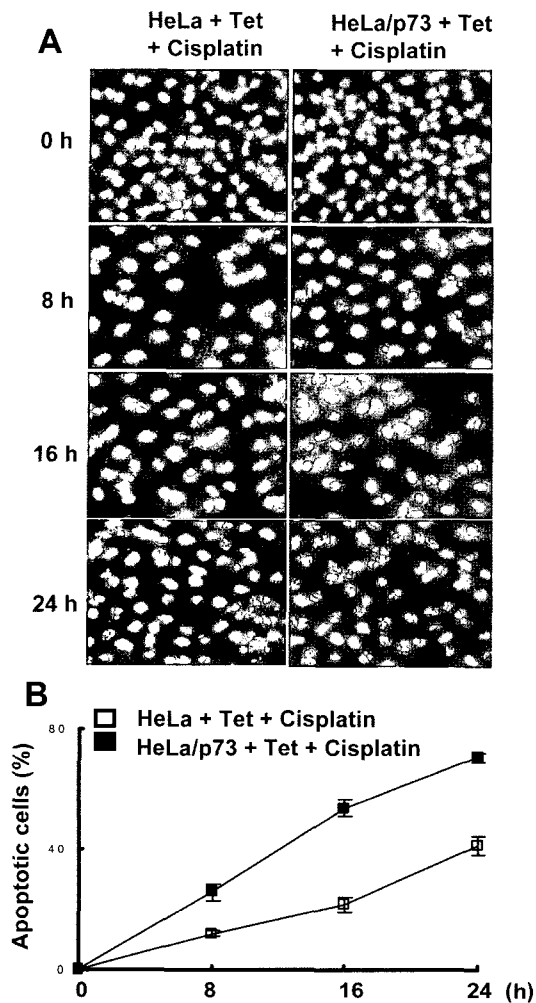 A
HeLa + Tet
+ Cisplatin
HeLa/p73 + Tet
+ Cisplatin
0 h
8 h
16 h
24 h
B
HeLa + Tet + Cisplatin
HeLa/p73 + Tet + Cisplatin
Apoptotic cells (%)
80
40
0
0 8 16 24 (h)